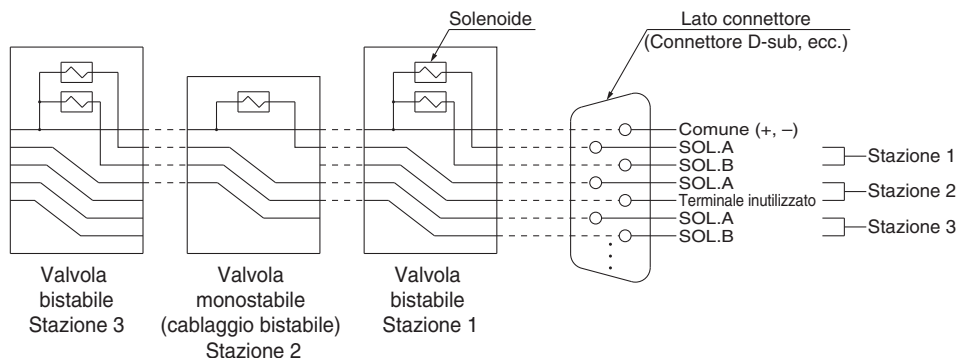 Solenoide
Lato connettore
(Connettore D-sub, ecc.)
Comune (+, –)
SOL.A
SOL.B
Stazione 1
SOL.A
Terminale inutilizzato
Stazione 2
SOL.A
SOL.B
Stazione 3
Valvola
bistabile
Stazione 3
Valvola
monostabile
(cablaggio bistabile)
Stazione 2
Valvola
bistabile
Stazione 1